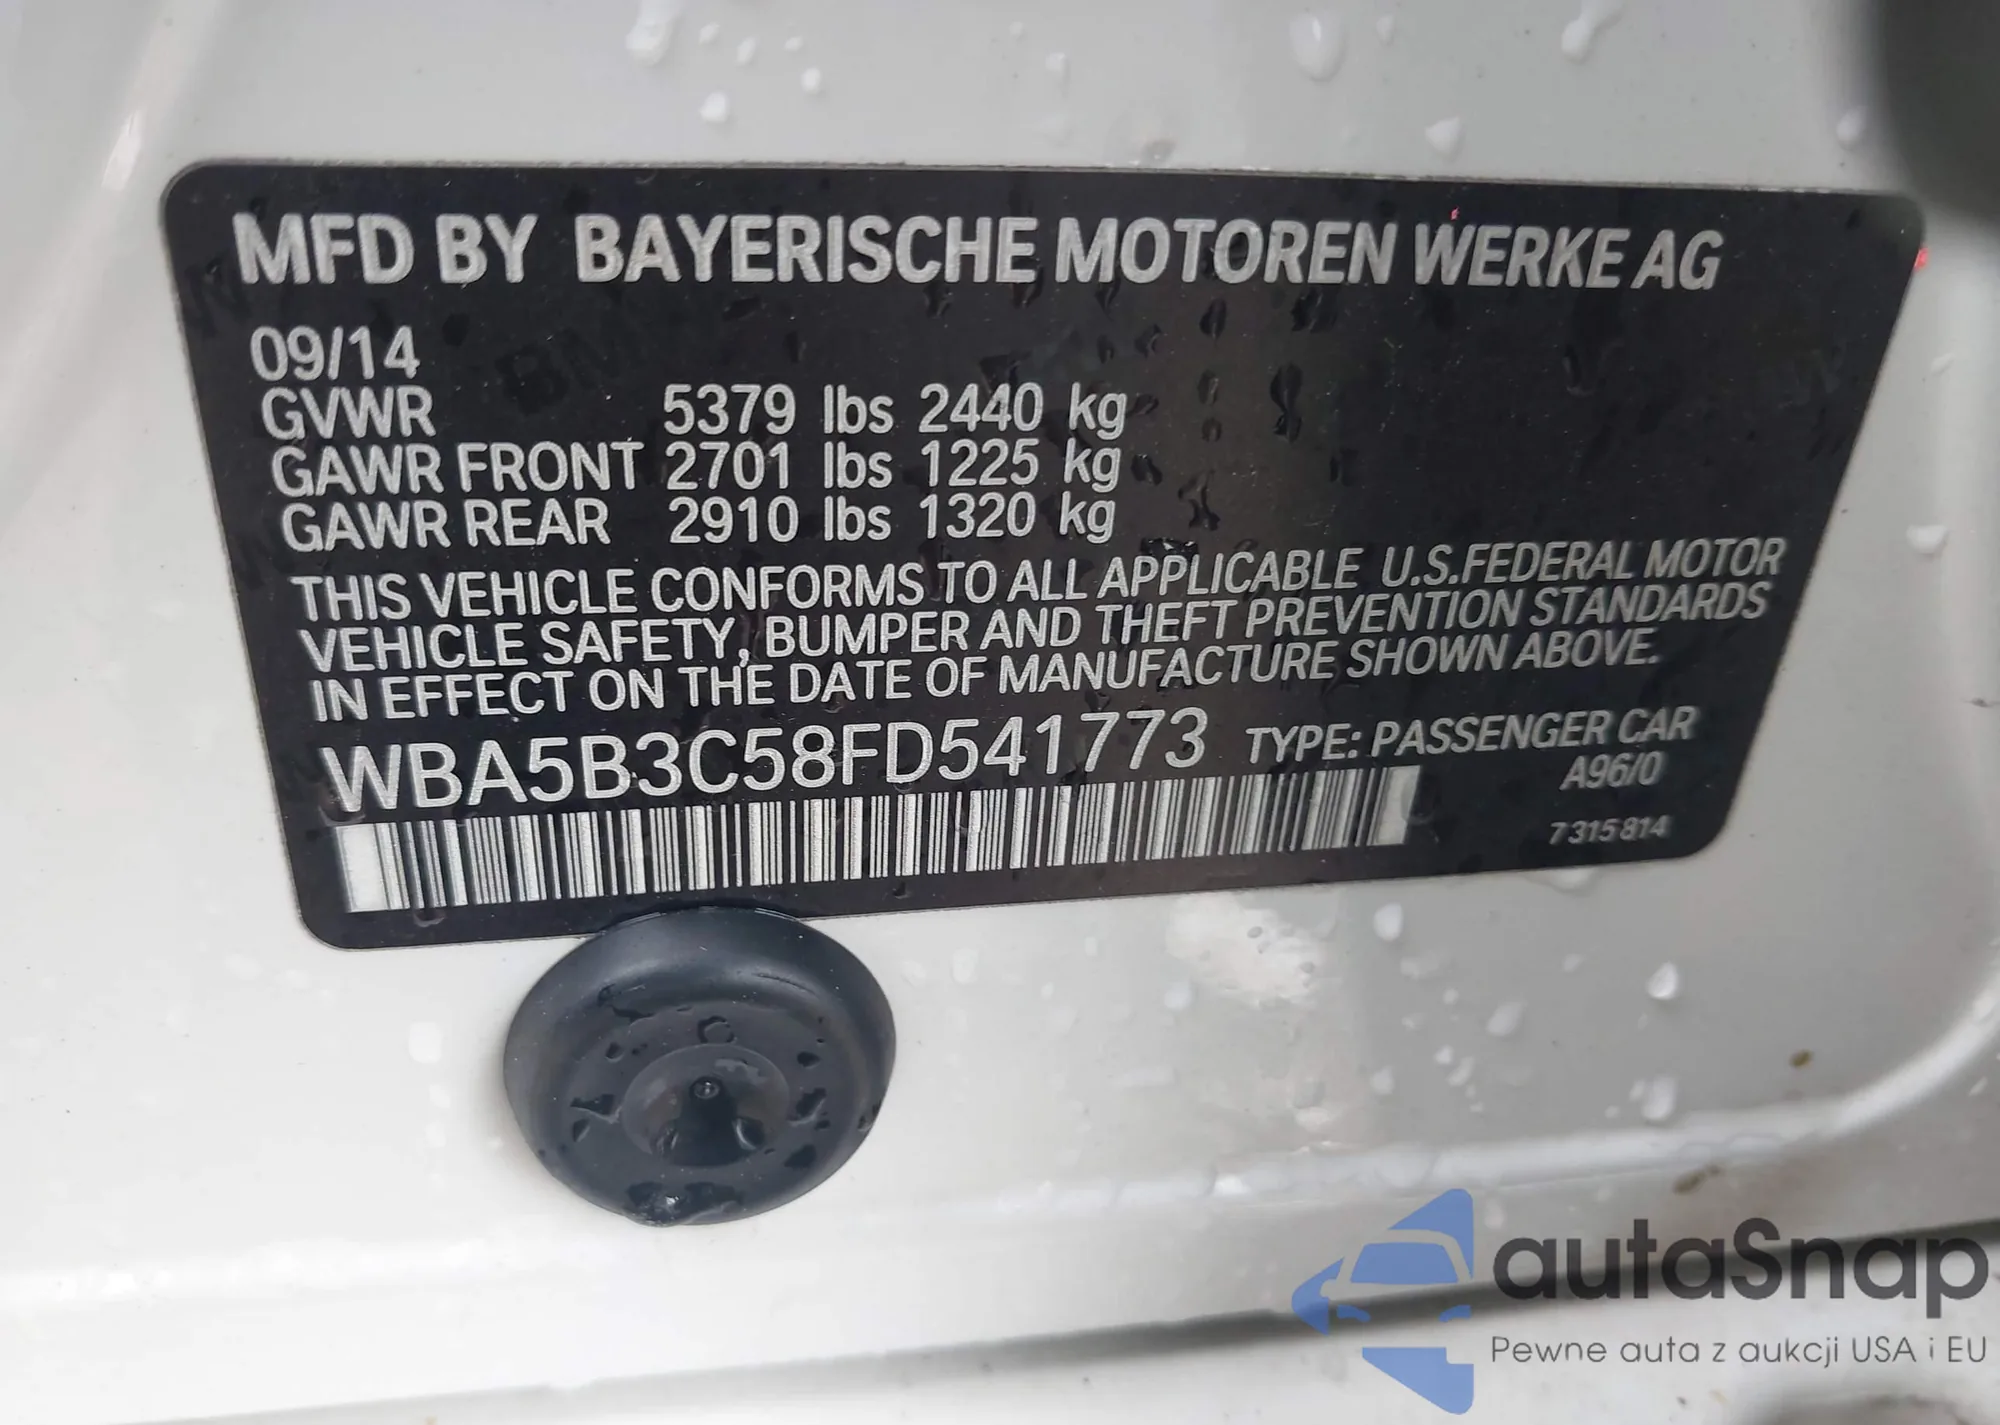 MFD BY BAYERISCHE MOTOREN WERKE AG
09/14
GVWR 5379 lbs 2440 kg
GAWR FRONT 2701 lbs 1225 kg
GAWR REAR 2910 lbs 1320 kg
THIS VEHICLE CONFORMS TO ALL APPLICABLE U.S.FEDERAL MOTOR
VEHICLE SAFETY, BUMPER AND THEFT PREVENTION STANDARDS
IN EFFECT ON THE DATE OF MANUFACTURE SHOWN ABOVE.
WBA5B3C58FD541773 TYPE: PASSENGER CAR
A96/0
7 315 814
autaSnap
Pewne auta z aukcji USA i EU